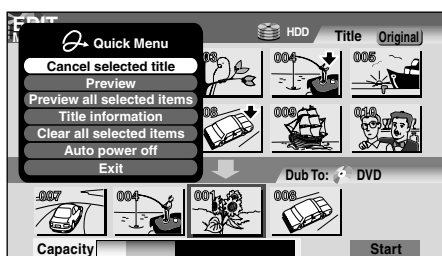 EDIT
HDD Title Original
Quick Menu
Cancel selected title
Preview
Preview all selected items
Title information
Clear all selected items
Auto power off
Exit
004 005
009 010
Dub To: DVD
007 004 001 008
Capacity
Start